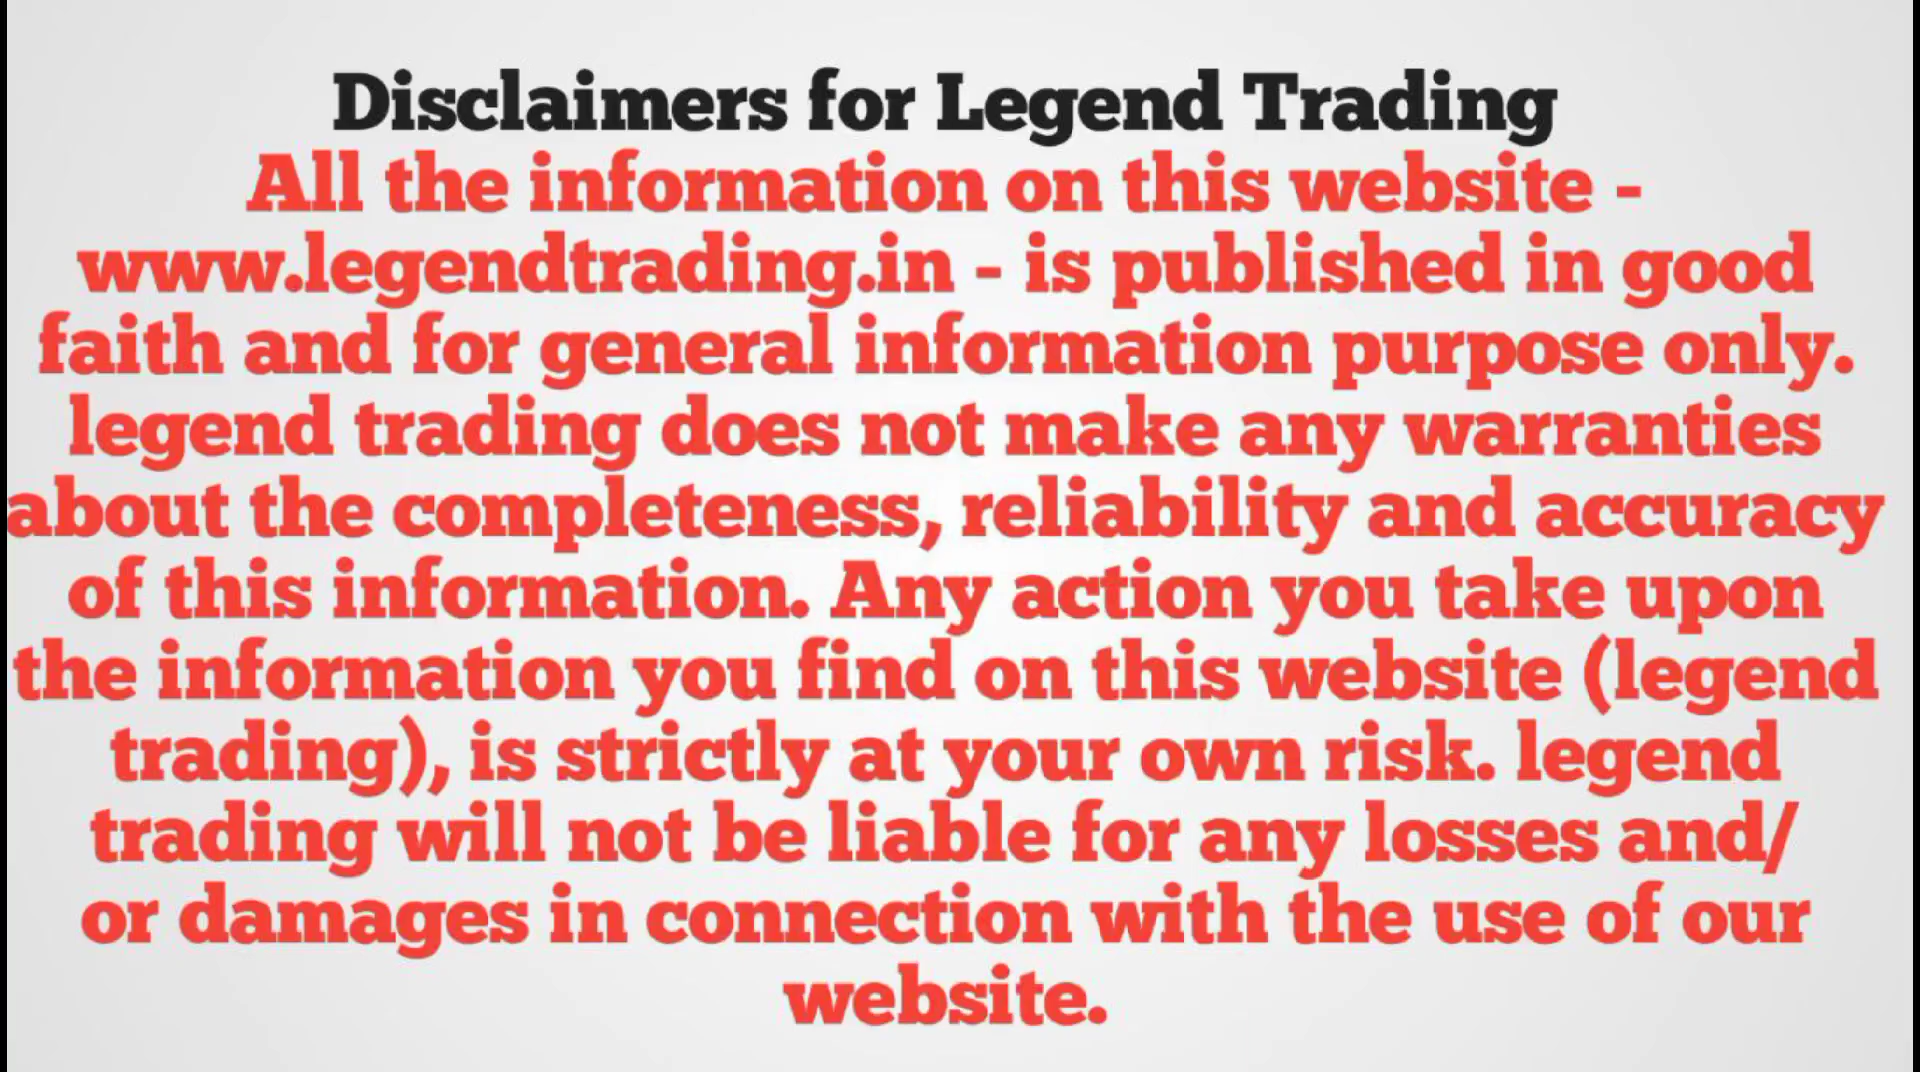 Disclaimers for Legend Trading
All the information on this website -
www.legendtrading.in - is published in good
faith and for general information purpose only.
legend trading does not make any warranties
about the completeness, reliability and accuracy
of this information. Any action you take upon
the information you find on this website (legend
trading), is strictly at your own risk. legend
trading will not be liable for any losses and/
or damages in connection with the use of our
website.